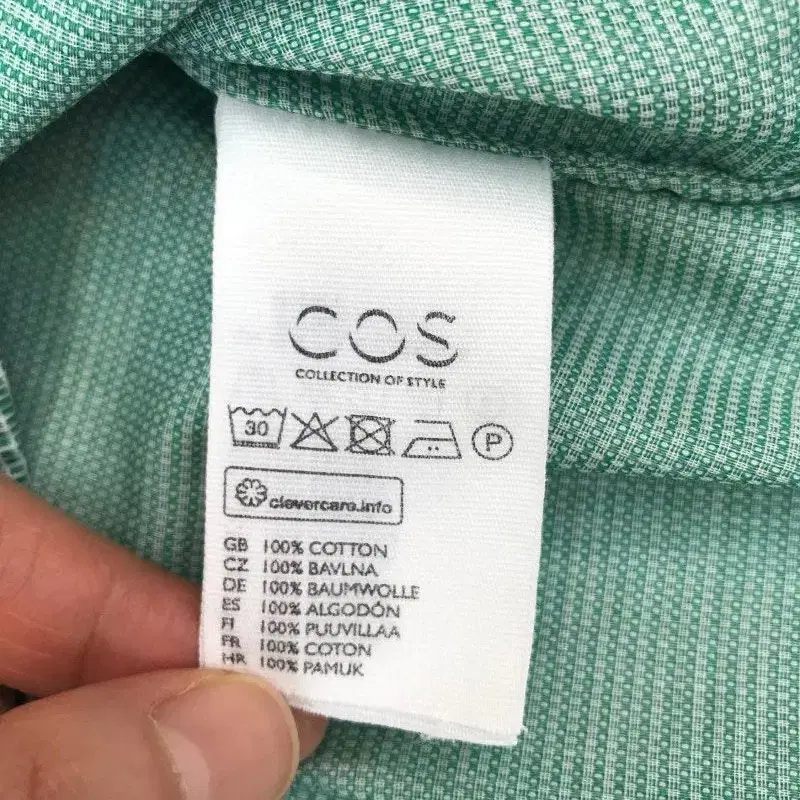 COS
COLLECTION OF STYLE
30 P
clevercare.info
GB 100% COTTON
CZ 100% BAVLNA
DE 100% BAUMWOLLE
ES 100% ALGODÓN
FI 100% PUUVILLAA
FR 100% COTON
HR 100% PAMUK